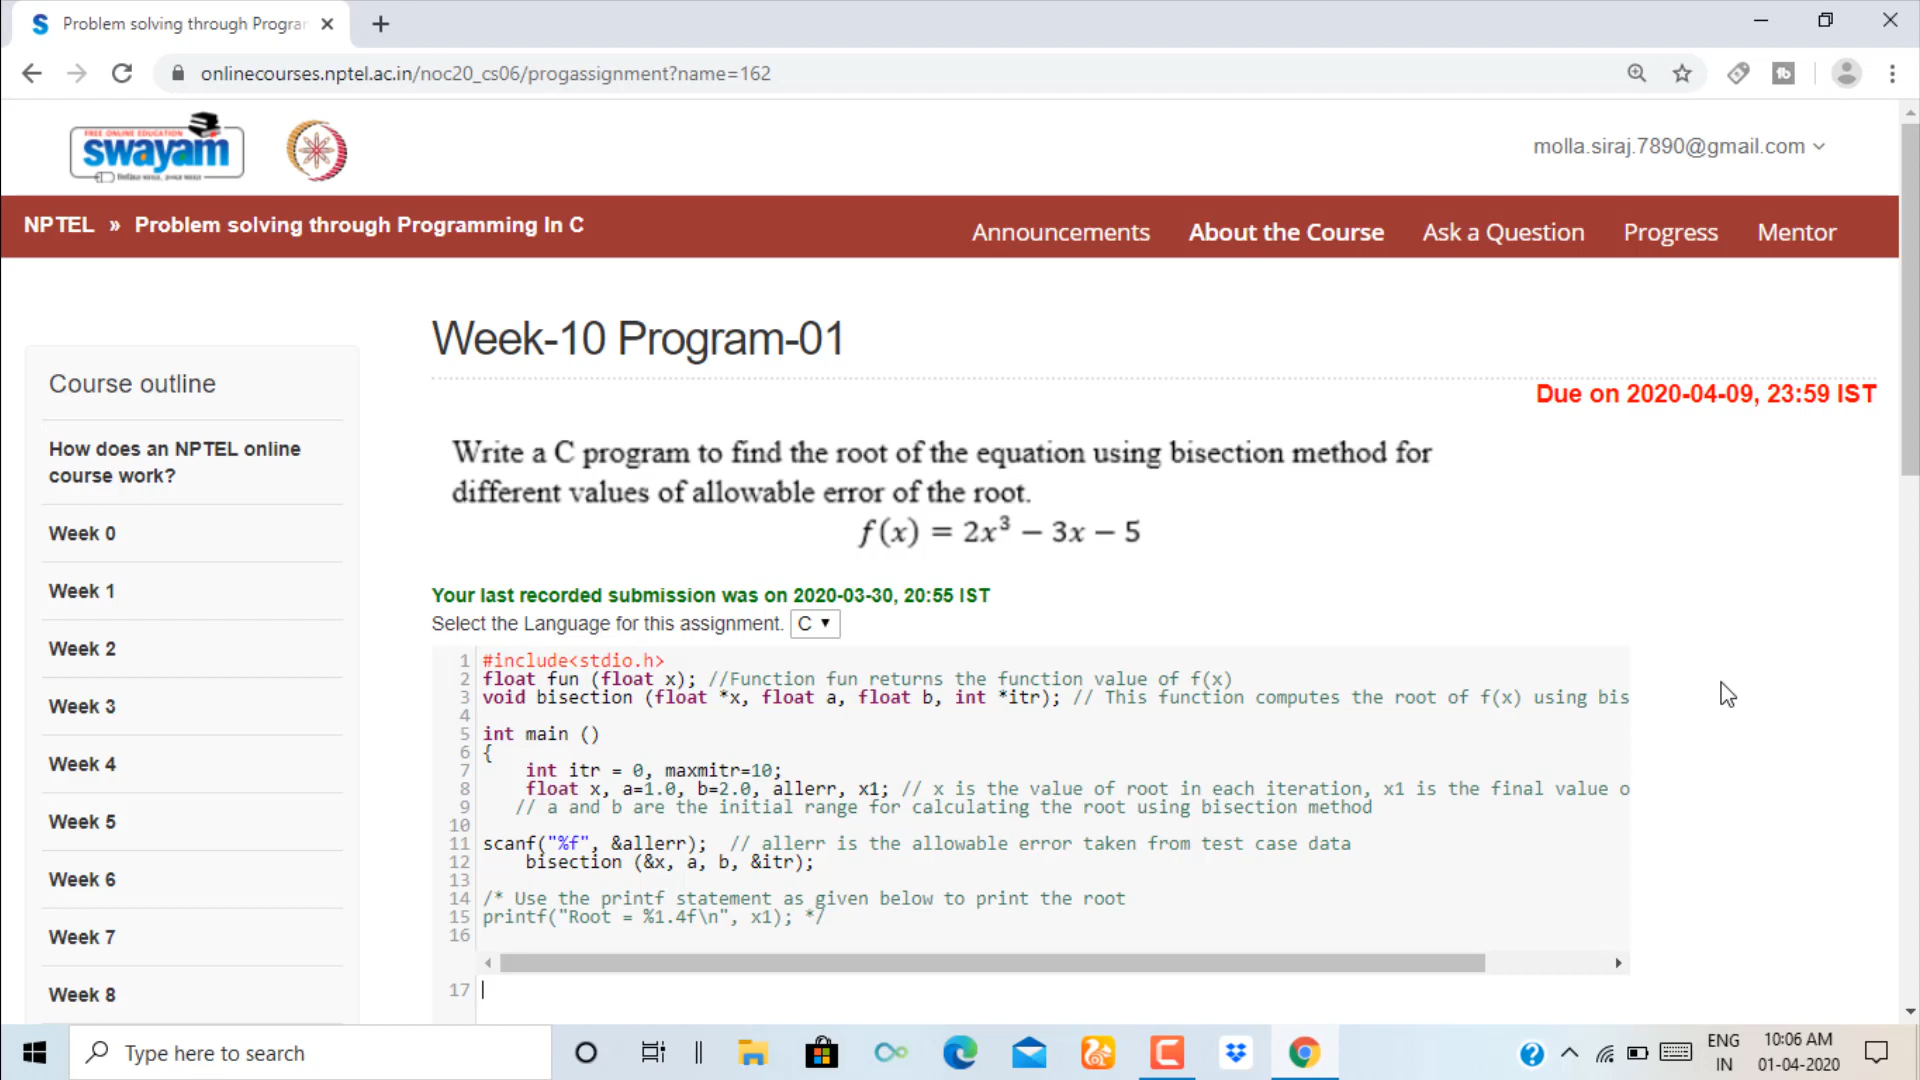 Problem solving through Progra
onlinecourses.nptel.ac.in/noc20_cs06/progassignment?name=162
FREE ONLINE EDUCATION
swayam
molla.siraj.7890@gmail.com
NPTEL » Problem solving through Programming In C
Announcements About the Course Ask a Question Progress Mentor
Week-10 Program-01
Course outline
Due on 2020-04-09, 23:59 IST
How does an NPTEL online
course work?
Week 0
Week 1
Week 2
Week 3
Week 4
Week 5
Week 6
Week 7
Week 8
Write a C program to find the root of the equation using bisection method for
different values of allowable error of the root.
f(x) = 2x³ − 3x − 5
Your last recorded submission was on 2020-03-30, 20:55 IST
Select the Language for this assignment. C
1 #include<stdio.h>
2 float fun (float x); //Function fun returns the function value of f(x)
3 void bisection (float *x, float a, float b, int *itr); // This function computes the root of f(x) using bis
4
5 int main ()
6 {
7 int itr = 0, maxmitr=10;
8 float x, a=1.0, b=2.0, allerr, x1; // x is the value of root in each iteration, x1 is the final value o
9 // a and b are the initial range for calculating the root using bisection method
10
11 scanf("%f", &allerr); // allerr is the allowable error taken from test case data
12 bisection (&x, a, b, &itr);
13
14 /* Use the printf statement as given below to print the root
15 printf("Root = %1.4f\n", x1); */
16
17
Type here to search
ENG
IN
10:06 AM
01-04-2020